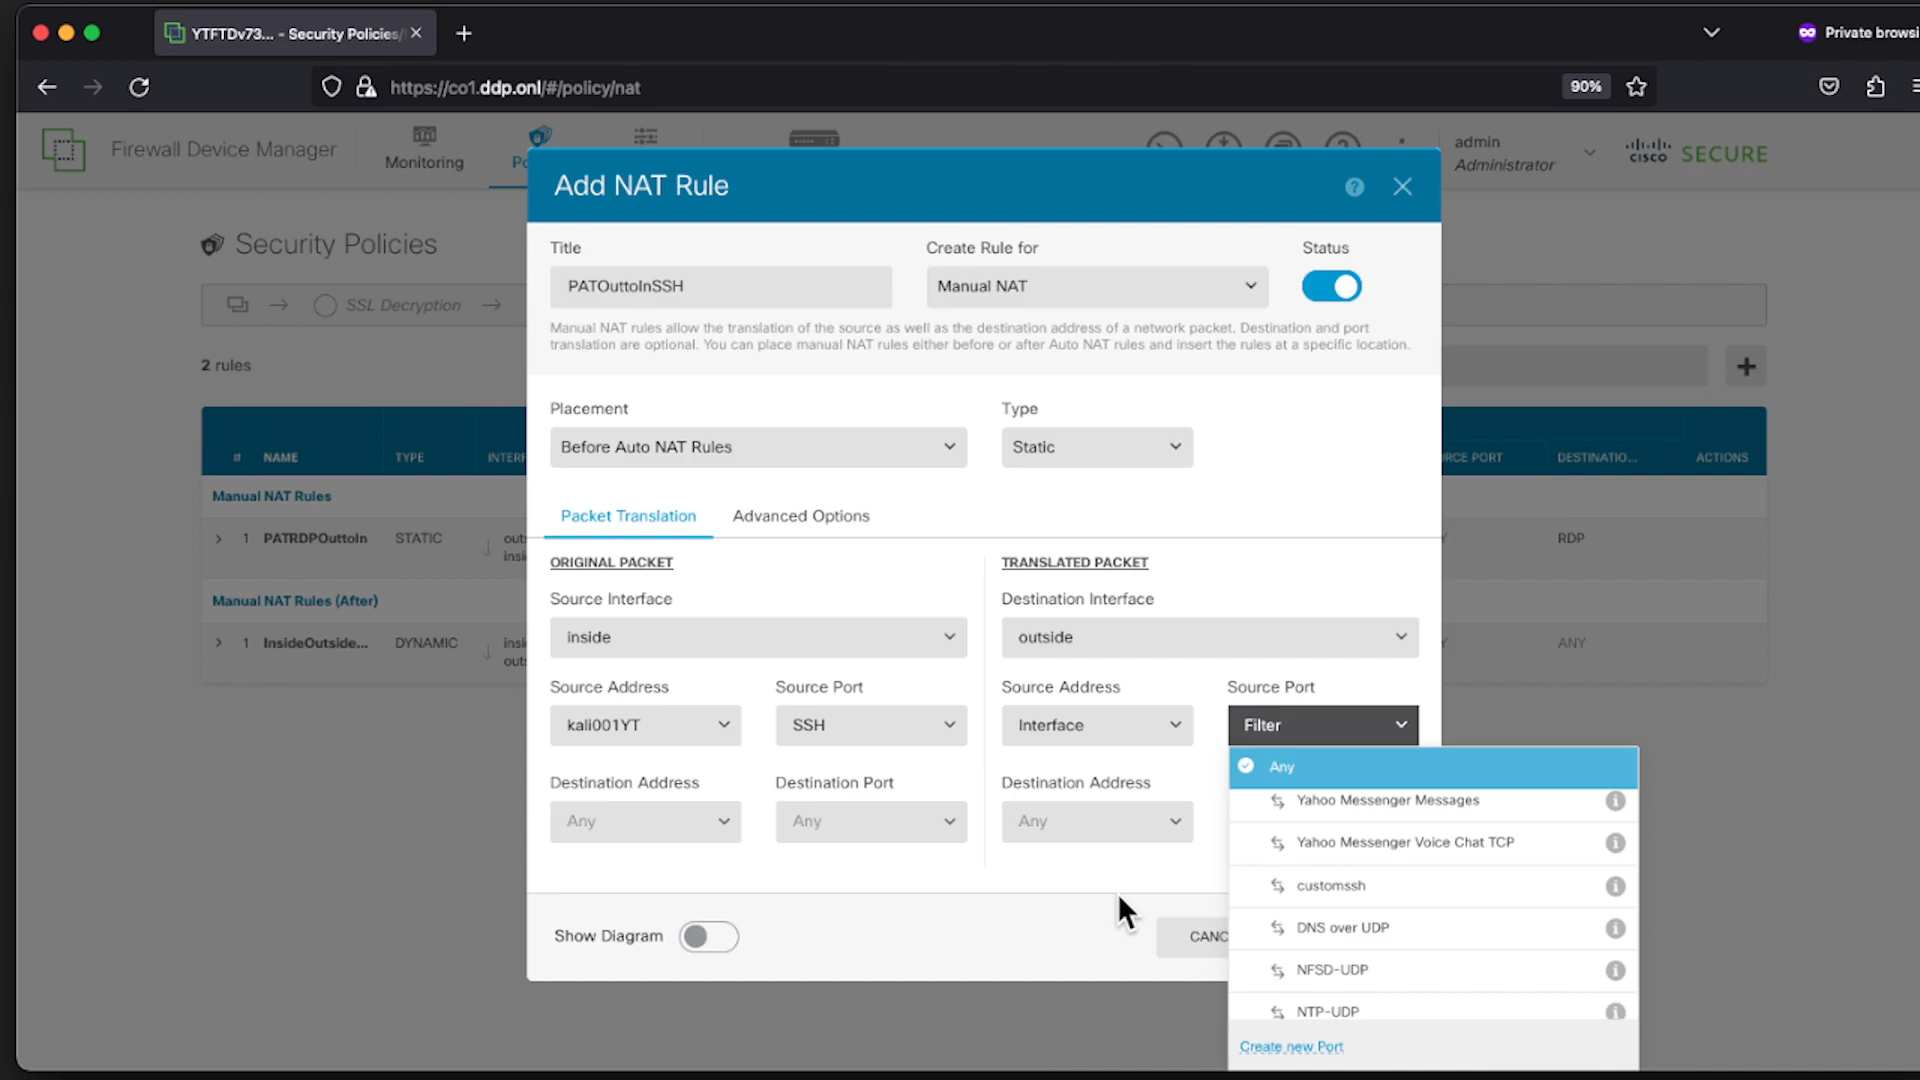 YTFTDv73... - Security Policies/
Private browsi
https://co1.ddp.onl/#/policy/nat
90%
Firewall Device Manager
Monitoring
Po
admin
Administrator
CISCO SECURE
Add NAT Rule
Title
Create Rule for
Status
PATOuttoInSSH
Manual NAT
Manual NAT rules allow the translation of the source as well as the destination address of a network packet. Destination and port
translation are optional. You can place manual NAT rules either before or after Auto NAT rules and insert the rules at a specific location.
Security Policies
SSL Decryption
2 rules
Placement
Type
Before Auto NAT Rules
Static
# NAME TYPE INTERF
RCE PORT DESTINATIO... ACTIONS
Manual NAT Rules
1 PATRDPOuttoIn STATIC outs
insi
RDP
Manual NAT Rules (After)
1 InsideOutside... DYNAMIC insi
outs
Y ANY
Packet Translation
Advanced Options
ORIGINAL PACKET
TRANSLATED PACKET
Source Interface
Destination Interface
inside
outside
Source Address
Source Port
Source Address
Source Port
kali001YT
SSH
Interface
Filter
Destination Address
Destination Port
Destination Address
Any
Any
Any
Any
Yahoo Messenger Messages
Yahoo Messenger Voice Chat TCP
customssh
DNS over UDP
NFSD-UDP
NTP-UDP
Create new Port
Show Diagram
CANC